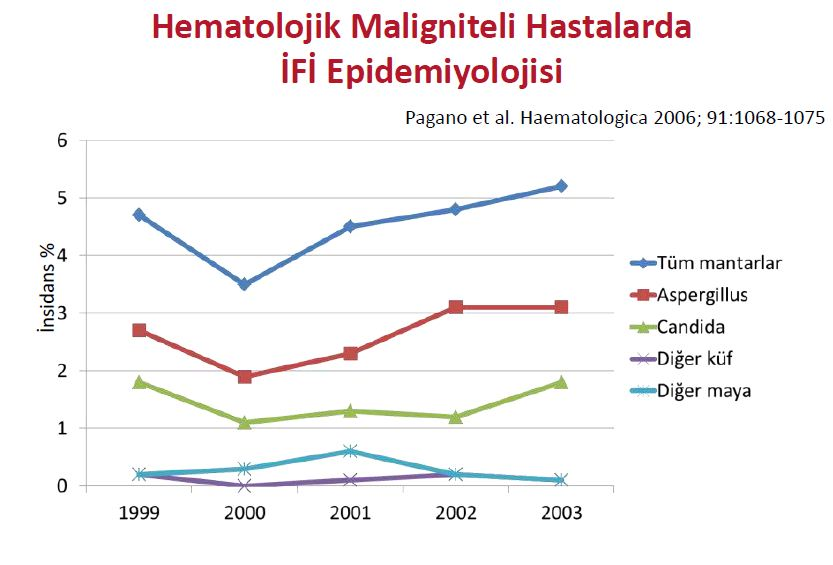 Hematolojik Maligniteli Hastalarda
İFİ Epidemiyolojisi
Pagano et al. Haematologica 2006; 91:1068-1075
6
5
4
3
2
1
0
İnsidans %
1999 2000 2001 2002 2003
Tüm mantarlar
Aspergillus
Candida
Diğer küf
Diğer maya